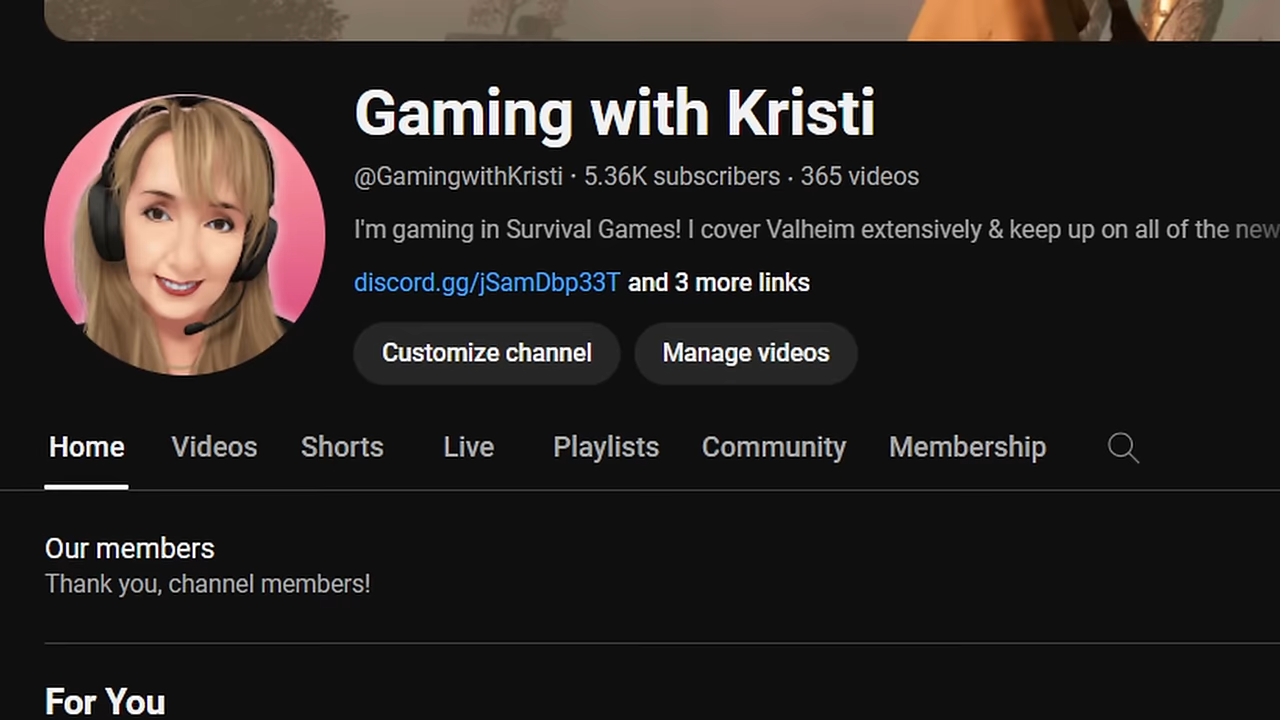 Gaming with Kristi
@GamingwithKristi · 5.36K subscribers · 365 videos
I'm gaming in Survival Games! I cover Valheim extensively & keep up on all of the new
discord.gg/jSamDbp33T and 3 more links
Customize channel Manage videos
Home Videos Shorts Live Playlists Community Membership
Our members
Thank you, channel members!
For You